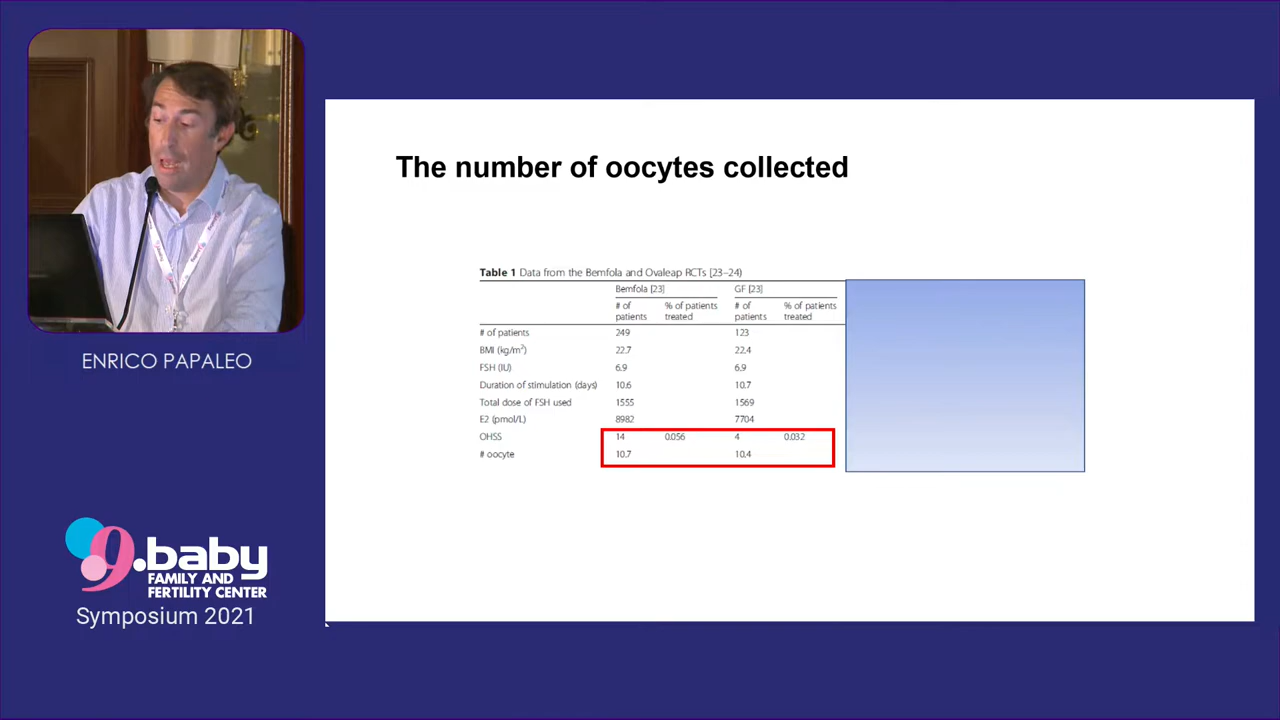 The number of oocytes collected
Table 1 Data from the Bemfola and Ovaleap RCTs [23–24)
Bemfola [23] GF [23]
# of patients % of patients treated # of patients % of patients treated
# of patients 249 123
BMI (kg/m²) 22.7 22.4
FSH (IU) 6.9 6.9
Duration of stimulation (days) 10.6 10.7
Total dose of FSH used 1555 1569
E2 (pmol/L) 8982 7704
OHSS 14 0.056 4 0.032
# oocyte 10.7 10.4
ENRICO PAPALEO
9.baby
FAMILY AND
FERTILITY CENTER
Symposium 2021